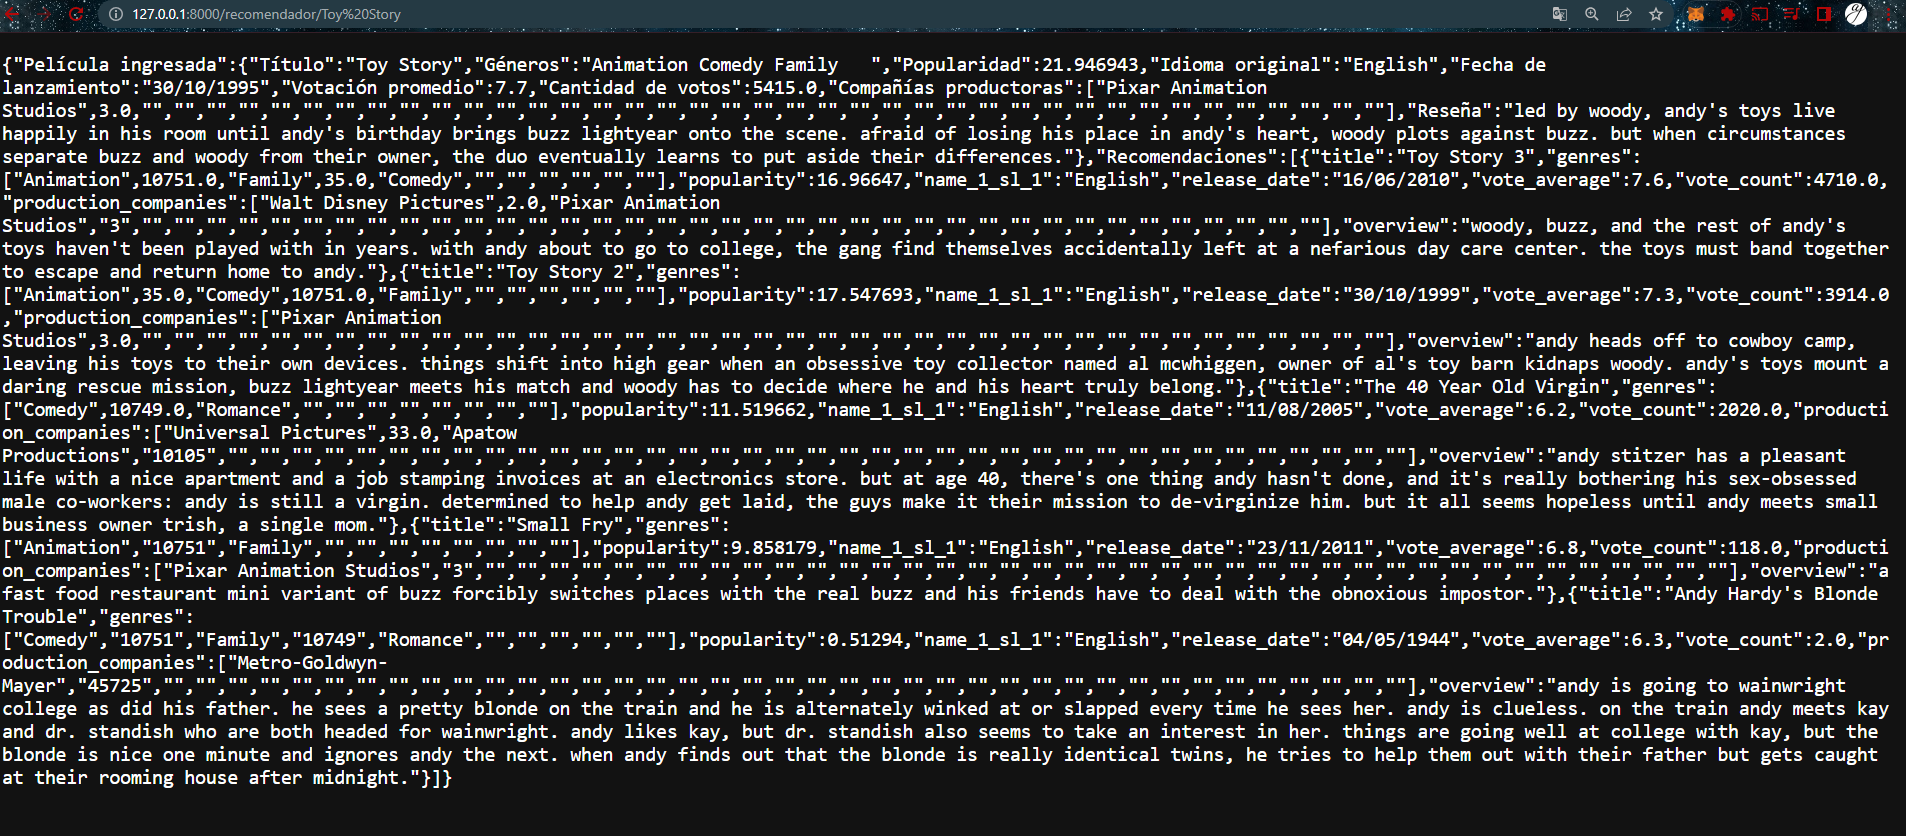 127.0.0.1:8000/recomendador/Toy%20Story
{"Película ingresada":{"Título":"Toy Story","Géneros":"Animation Comedy Family   ","Popularidad":21.946943,"Idioma original":"English","Fecha de
lanzamiento":"30/10/1995","Votación promedio":7.7,"Cantidad de votos":5415.0,"Compañías productoras":["Pixar Animation
Studios",3.0,"","","","","","","","","","","","","","","","","","","","","","","","","","","","","","","","","","","","","","",""],"Reseña":"led by woody, andy's toys live
happily in his room until andy's birthday brings buzz lightyear onto the scene. afraid of losing his place in andy's heart, woody plots against buzz. but when circumstances
separate buzz and woody from their owner, the duo eventually learns to put aside their differences."},"Recomendaciones":[{"title":"Toy Story 3","genres":
["Animation",10751.0,"Family",35.0,"Comedy","","","","","",""],"popularity":16.96647,"name_1_sl_1":"English","release_date":"16/06/2010","vote_average":7.6,"vote_count":4710.0,
"production_companies":["Walt Disney Pictures",2.0,"Pixar Animation
Studios","3","","","","","","","","","","","","","","","","","","","","","","","","","","","","","","","","","","","","",""],"overview":"woody, buzz, and the rest of andy's
toys haven't been played with in years. with andy about to go to college, the gang find themselves accidentally left at a nefarious day care center. the toys must band together
to escape and return home to andy."},{"title":"Toy Story 2","genres":
["Animation",35.0,"Comedy",10751.0,"Family","","","","","",""],"popularity":17.547693,"name_1_sl_1":"English","release_date":"30/10/1999","vote_average":7.3,"vote_count":3914.0
,"production_companies":["Pixar Animation
Studios",3.0,"","","","","","","","","","","","","","","","","","","","","","","","","","","","","","","","","","","","","","",""],"overview":"andy heads off to cowboy camp,
leaving his toys to their own devices. things shift into high gear when an obsessive toy collector named al mcwhiggen, owner of al's toy barn kidnaps woody. andy's toys mount a
daring rescue mission, buzz lightyear meets his match and woody has to decide where he and his heart truly belong."},{"title":"The 40 Year Old Virgin","genres":
["Comedy",10749.0,"Romance","","","","","","","",""],"popularity":11.519662,"name_1_sl_1":"English","release_date":"11/08/2005","vote_average":6.2,"vote_count":2020.0,"producti
on_companies":["Universal Pictures",33.0,"Apatow
Productions","10105","","","","","","","","","","","","","","","","","","","","","","","","","","","","","","","","","","","","",""],"overview":"andy stitzer has a pleasant
life with a nice apartment and a job stamping invoices at an electronics store. but at age 40, there's one thing andy hasn't done, and it's really bothering his sex-obsessed
male co-workers: andy is still a virgin. determined to help andy get laid, the guys make it their mission to de-virginize him. but it all seems hopeless until andy meets small
business owner trish, a single mom."},{"title":"Small Fry","genres":
["Animation","10751","Family","","","","","","","",""],"popularity":9.858179,"name_1_sl_1":"English","release_date":"23/11/2011","vote_average":6.8,"vote_count":118.0,"producti
on_companies":["Pixar Animation Studios","3","","","","","","","","","","","","","","","","","","","","","","","","","","","","","","","","","","","","","","",""],"overview":"a
fast food restaurant mini variant of buzz forcibly switches places with the real buzz and his friends have to deal with the obnoxious impostor."},{"title":"Andy Hardy's Blonde
Trouble","genres":
["Comedy","10751","Family","10749","Romance","","","","","",""],"popularity":0.51294,"name_1_sl_1":"English","release_date":"04/05/1944","vote_average":6.3,"vote_count":2.0,"pr
oduction_companies":["Metro-Goldwyn-
Mayer","45725","","","","","","","","","","","","","","","","","","","","","","","","","","","","","","","","","","","","","","",""],"overview":"andy is going to wainwright
college as did his father. he sees a pretty blonde on the train and he is alternately winked at or slapped every time he sees her. andy is clueless. on the train andy meets kay
and dr. standish who are both headed for wainwright. andy likes kay, but dr. standish also seems to take an interest in her. things are going well at college with kay, but the
blonde is nice one minute and ignores andy the next. when andy finds out that the blonde is really identical twins, he tries to help them out with their father but gets caught
at their rooming house after midnight."}]}